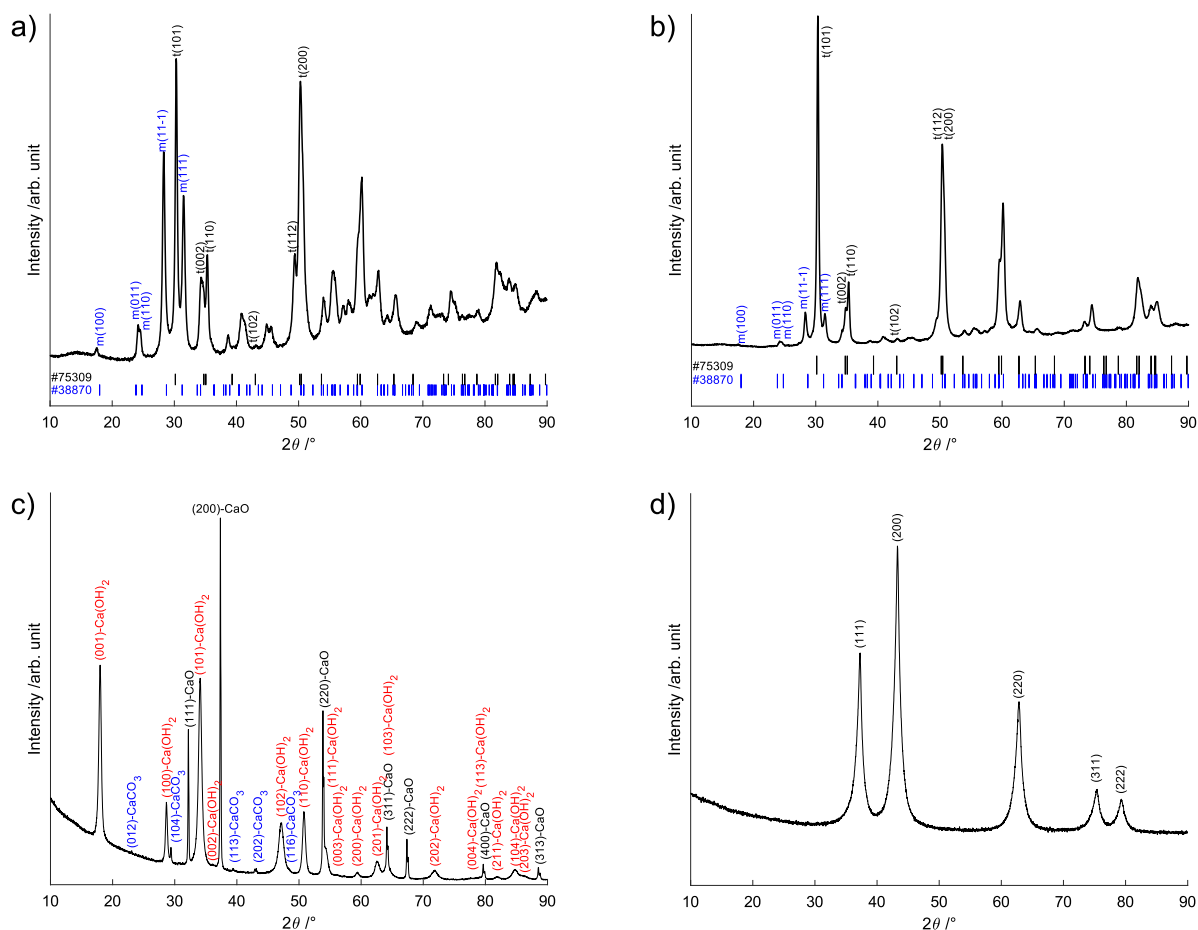 a)
Intensity /arb. unit
m(100)
m(011)
m(110)
m(11-1)
t(101)
m(111)
t(002)
t(110)
t(102)
t(112)
t(200)
#75309
#38870
10 20 30 40 50 60 70 80 90
2θ /°
b)
Intensity /arb. unit
m(100)
m(011)
m(110)
m(11-1)
t(101)
m(111)
t(002)
t(110)
t(102)
t(112)
t(200)
#75309
#38870
10 20 30 40 50 60 70 80 90
2θ /°
c)
Intensity /arb. unit
(001)-Ca(OH)2
(012)-CaCO3
(100)-Ca(OH)2
(104)-CaCO3
(111)-CaO
(101)-Ca(OH)2
(002)-Ca(OH)2
(200)-CaO
(113)-CaCO3
(202)-CaCO3
(102)-Ca(OH)2
(116)-CaCO3
(110)-Ca(OH)2
(220)-CaO
(111)-Ca(OH)2
(003)-Ca(OH)2
(200)-Ca(OH)2
(201)-Ca(OH)2
(311)-CaO
(103)-Ca(OH)2
(222)-CaO
(202)-Ca(OH)2
(004)-Ca(OH)2
(113)-Ca(OH)2
(400)-CaO
(211)-Ca(OH)2
(104)-Ca(OH)2
(203)-Ca(OH)2
(313)-CaO
10 20 30 40 50 60 70 80 90
2θ /°
d)
Intensity /arb. unit
(111)
(200)
(220)
(311)
(222)
10 20 30 40 50 60 70 80 90
2θ /°